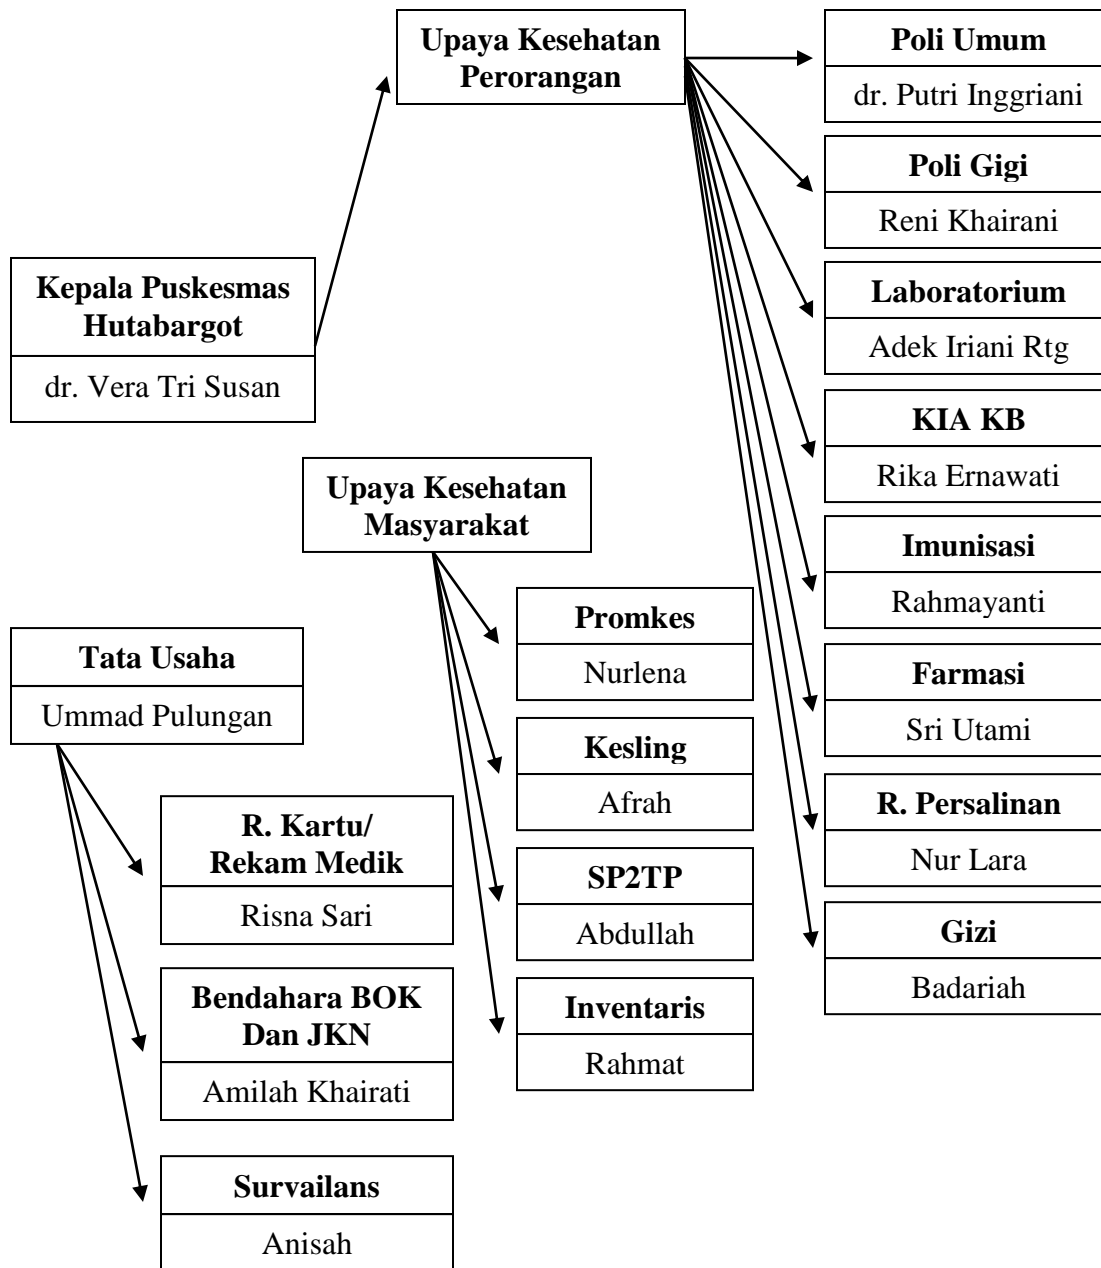 Upaya Kesehatan
Perorangan
Poli Umum
dr. Putri Inggriani
Poli Gigi
Reni Khairani
Kepala Puskesmas
Hutabargot
dr. Vera Tri Susan
Laboratorium
Adek Iriani Rtg
KIA KB
Rika Ernawati
Upaya Kesehatan
Masyarakat
Imunisasi
Rahmayanti
Promkes
Nurlena
Tata Usaha
Ummad Pulungan
Farmasi
Sri Utami
Kesling
Afrah
R. Kartu/
Rekam Medik
Risna Sari
R. Persalinan
Nur Lara
SP2TP
Abdullah
Gizi
Badariah
Bendahara BOK
Dan JKN
Amilah Khairati
Inventaris
Rahmat
Survailans
Anisah